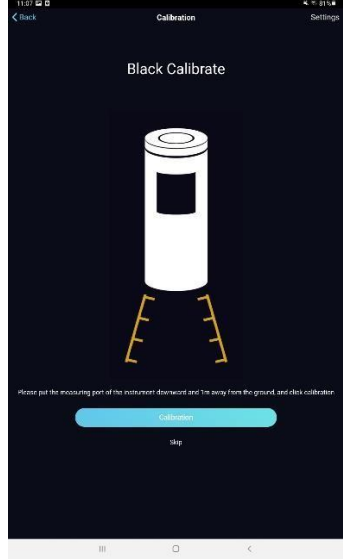 11:07 81%
Back Calibration Settings
Black Calibrate
Please put the measuring port of the instrument downward and 1m away from the ground, and click calibration
Calibration
Skip